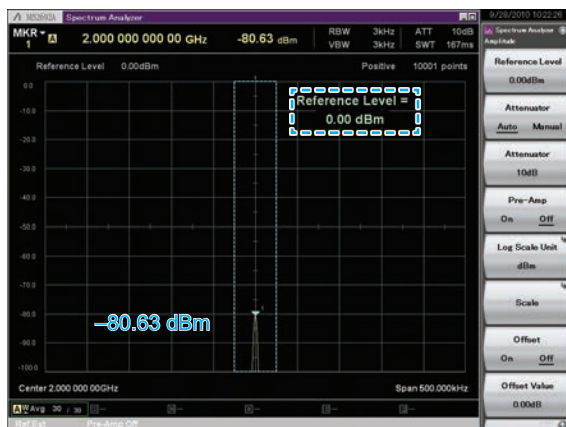 MS2692A Spectrum Analyzer
9/28/2010 10:22:26
MKR 1 A 2.000 000 000 00 GHz -80.63 dBm
RBW 3kHz ATT 10dB
VBW 3kHz SWT 167ms
Reference Level 0.00dBm Positive 10001 points
0.0
-10.0
-20.0
-30.0
-40.0
-50.0
-60.0
-70.0
-80.0
-90.0
-100.0
Reference Level =
0.00 dBm
1
–80.63 dBm
Center 2.000 000 00GHz Span 500.000kHz
A W Avg 30 / 30
Ref.Ext Pre-Amp Off
Spectrum Analyzer
Amplitude
Reference Level
0.00dBm
Attenuator
Auto Manual
Attenuator
10dB
Pre-Amp
On Off
Log Scale Unit
dBm
Scale
Offset
On Off
Offset Value
0.00dB